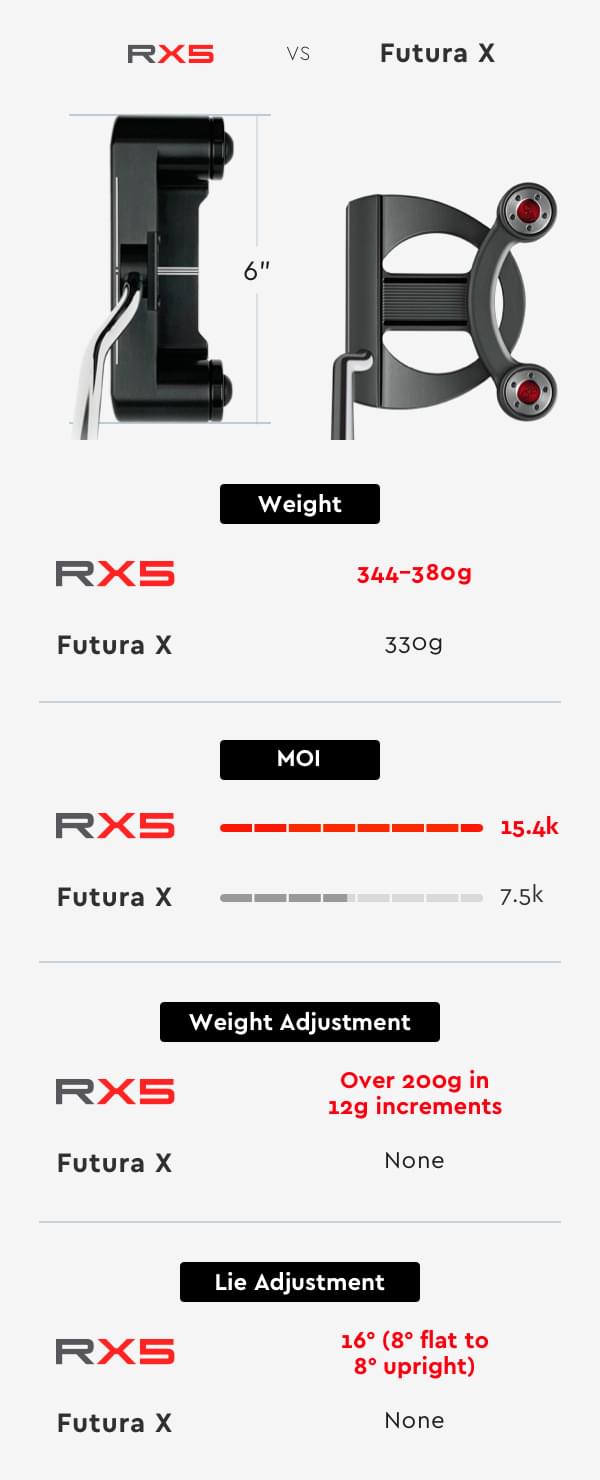 RX5 VS Futura X
6"
Weight
RX5 344–380g
Futura X 330g
MOI
RX5 15.4k
Futura X 7.5k
Weight Adjustment
RX5 Over 200g in
12g increments
Futura X None
Lie Adjustment
RX5 16° (8° flat to
8° upright)
Futura X None